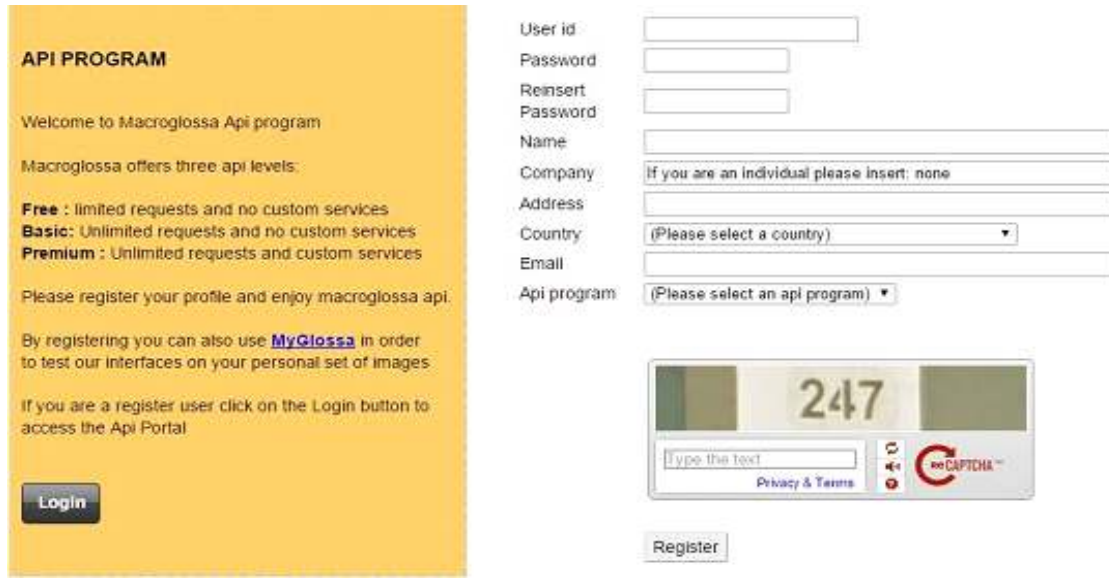 API PROGRAM
Welcome to Macroglossa Api program
Macroglossa offers three api levels:
Free : limited requests and no custom services
Basic: Unlimited requests and no custom services
Premium : Unlimited requests and custom services
Please register your profile and enjoy macroglossa api.
By registering you can also use MyGlossa in order
to test our interfaces on your personal set of images
If you are a register user click on the Login button to
access the Api Portal
Login
User id
Password
Reinsert
Password
Name
Company If you are an individual please insert: none
Address
Country (Please select a country)
Email
Api program (Please select an api program)
247
Type the text
Privacy & Terms
reCAPTCHA™
Register